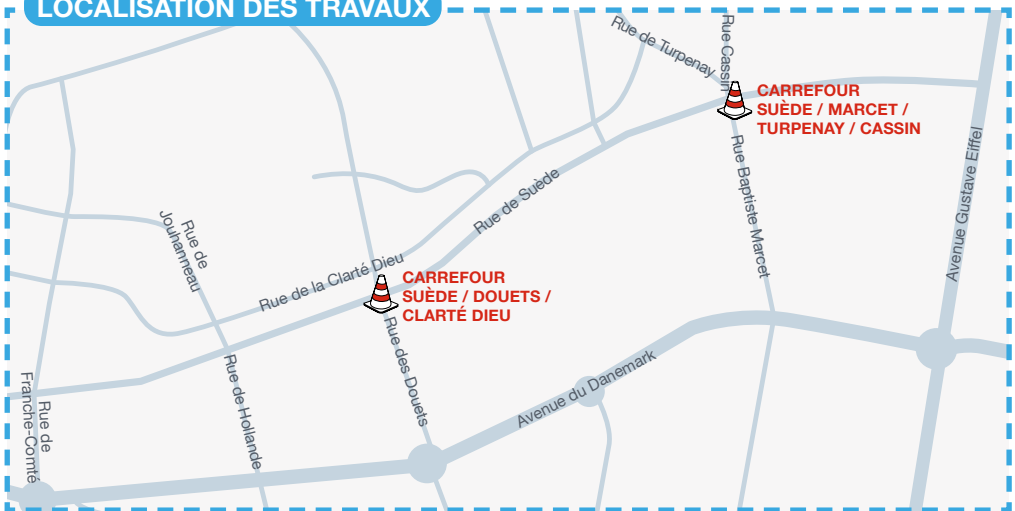 LOCALISATION DES TRAVAUX
Rue de Turpenay
Rue Cassin
CARREFOUR
SUÈDE / MARCET /
TURPENAY / CASSIN
Rue Baptiste Marcet
Avenue Gustave Eiffel
Rue de Suède
Rue de
Jouhanneau
Rue de la Clarté Dieu
CARREFOUR
SUÈDE / DOUETS /
CLARTÉ DIEU
Rue des Douets
Rue de Hollande
Avenue du Danemark
Rue de
Franche-Comté